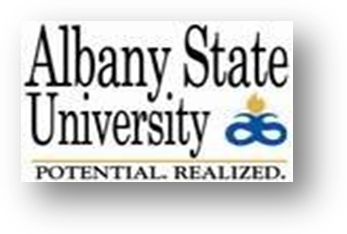 Albany State
University
POTENTIAL. REALIZED.